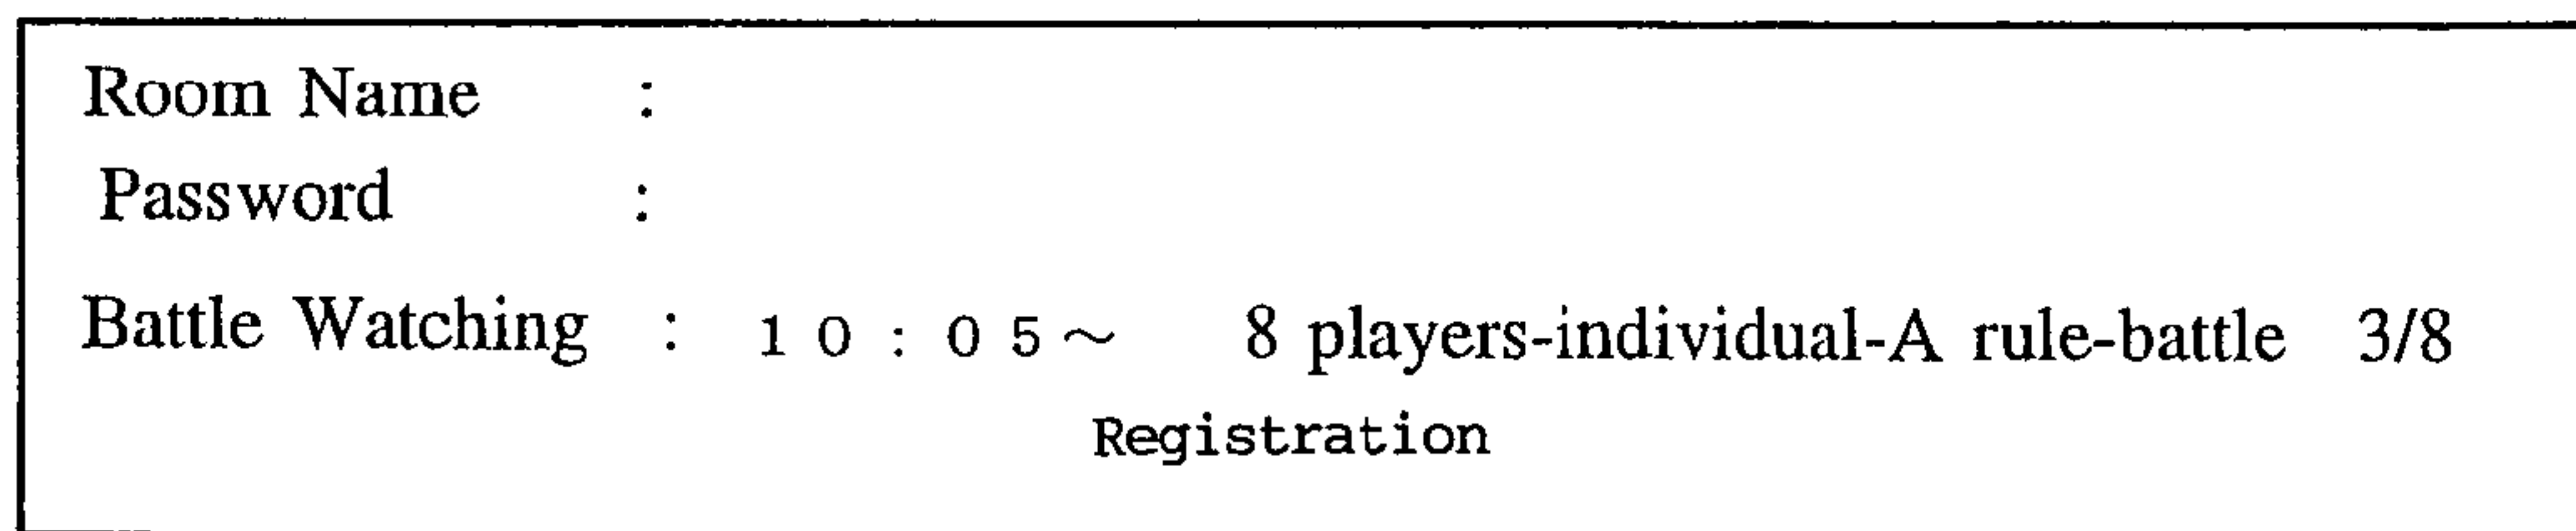 Room Name :
Password :
Battle Watching : 10:05～ 8 players-individual-A rule-battle 3/8
Registration